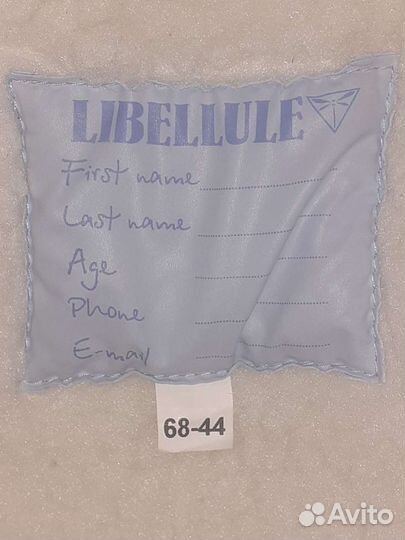 LIBELLULE
First name
Last name
Age
Phone
E-mail
68-44
Avito